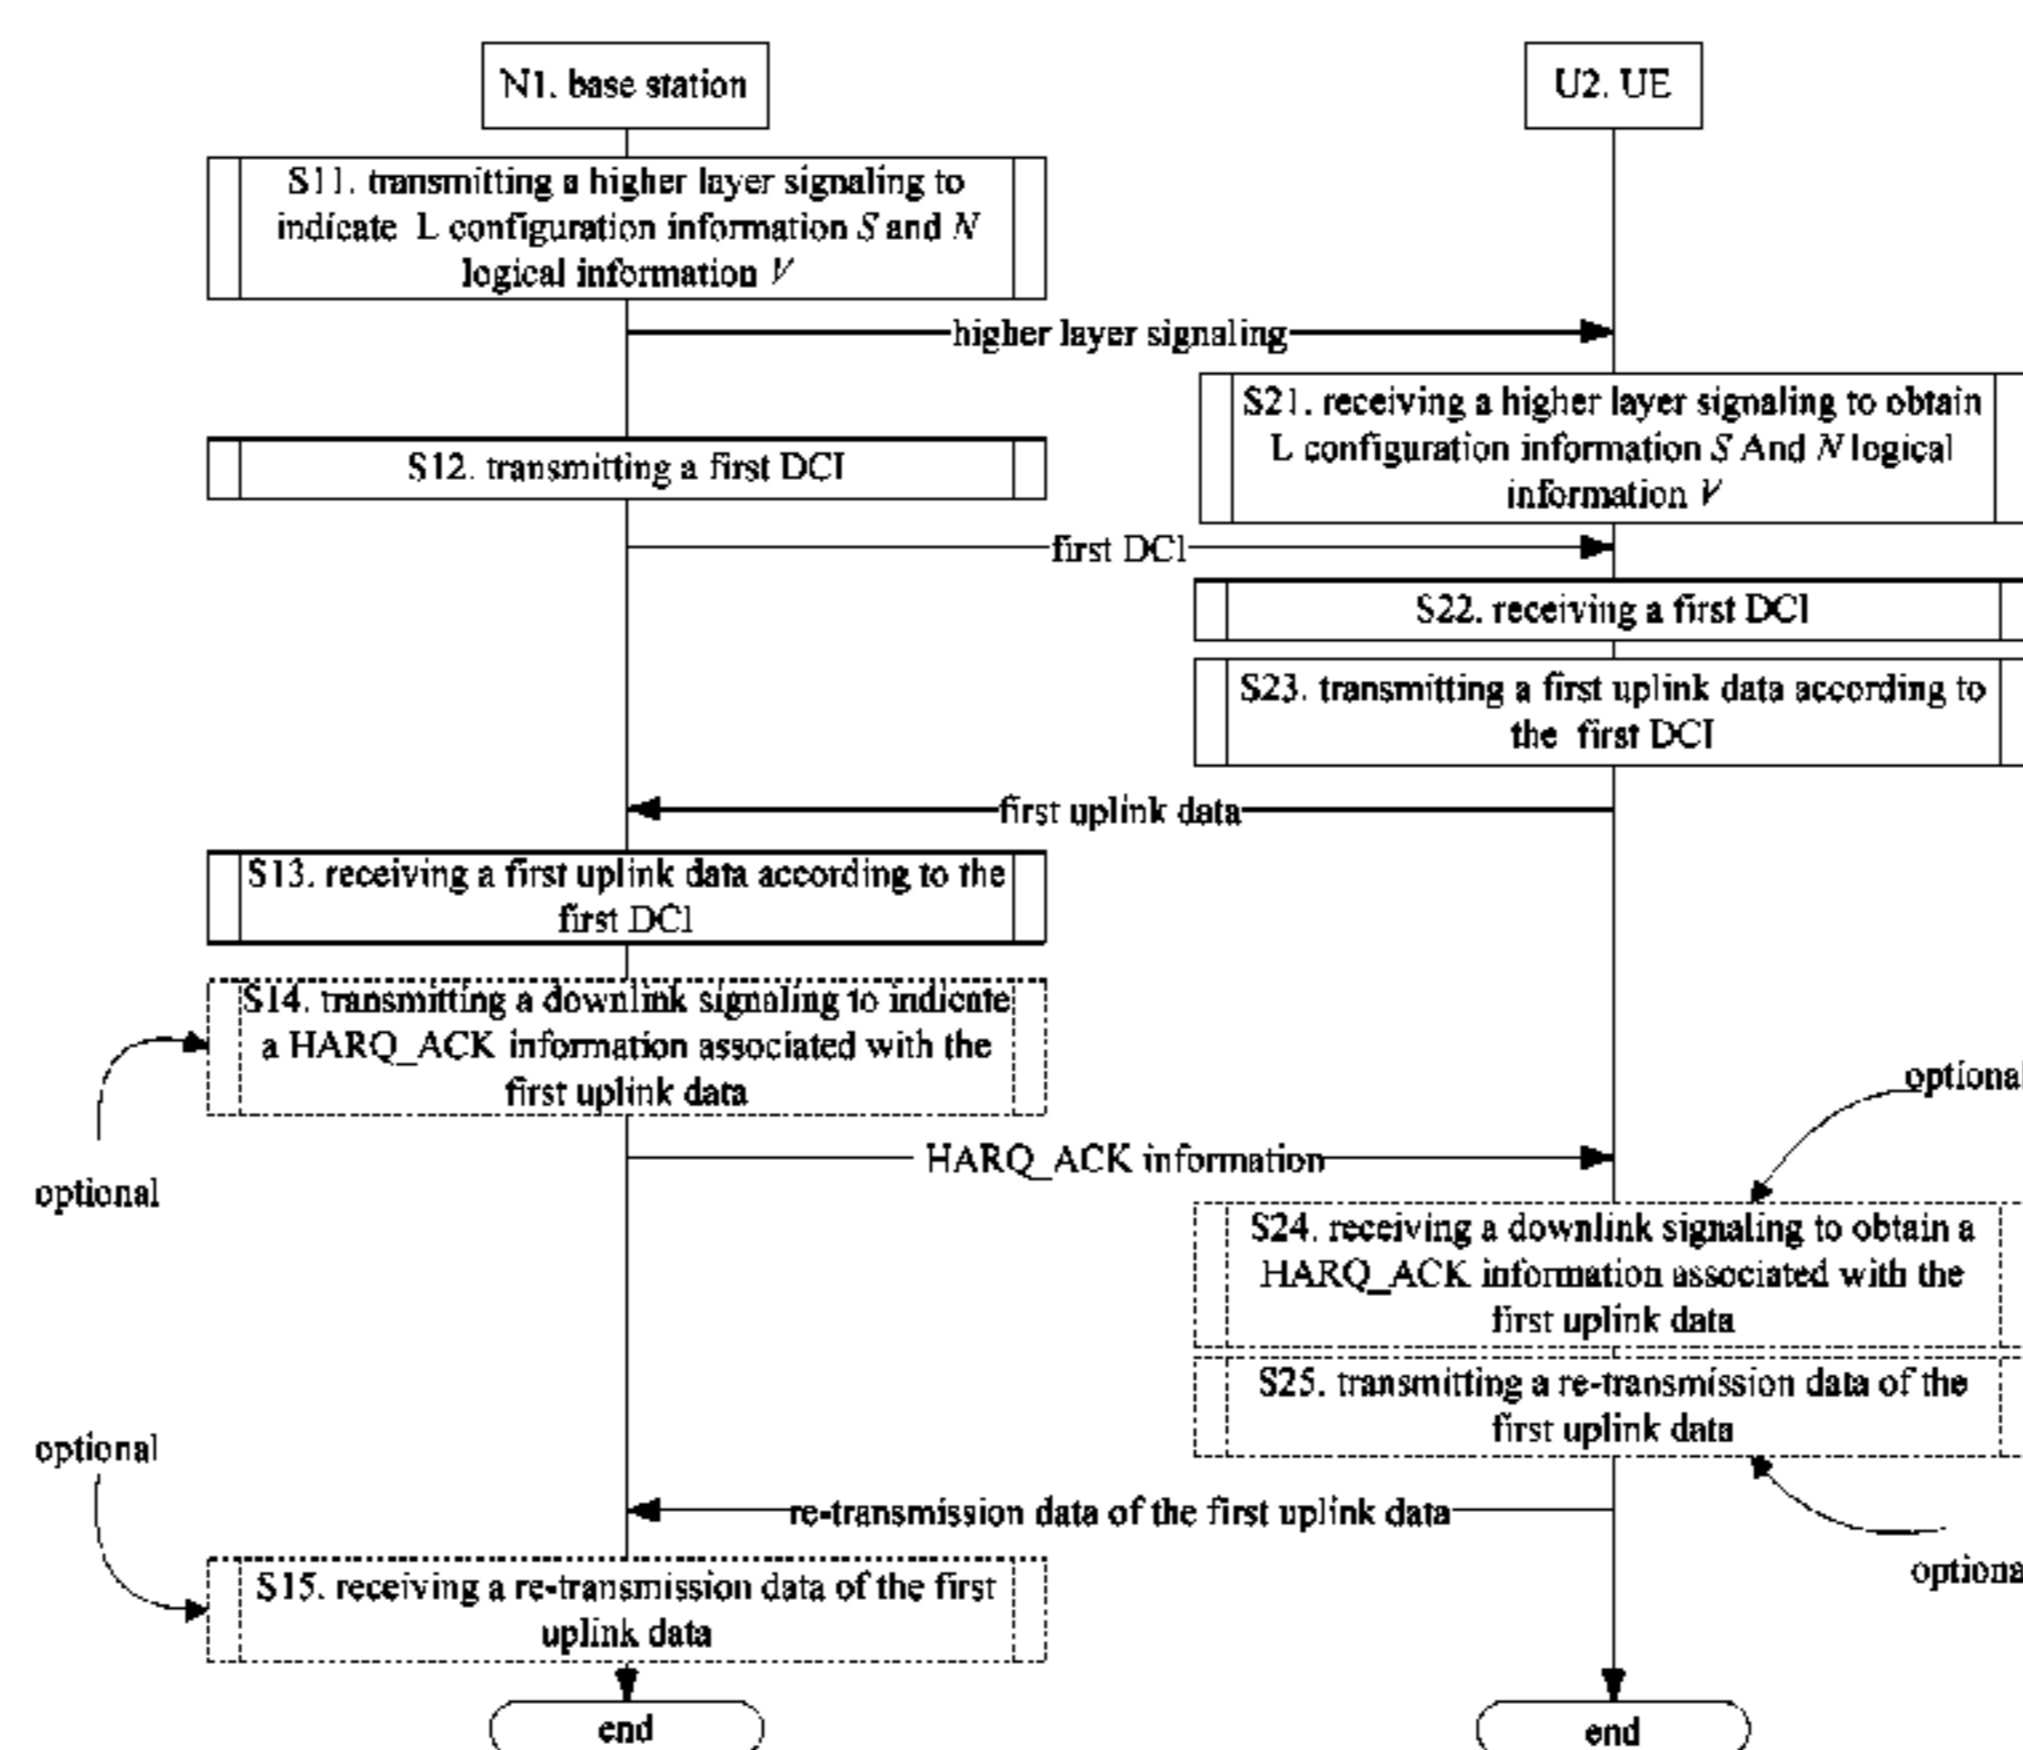 N1. base station
U2. UE
S11. transmitting a higher layer signaling to
indicate L configuration information S and N
logical information V
higher layer signaling
S21. receiving a higher layer signaling to obtain
L configuration information S And N logical
information V
S12. transmitting a first DCI
first DCI
S22. receiving a first DCI
S23. transmitting a first uplink data according to
the first DCI
first uplink data
S13. receiving a first uplink data according to the
first DCI
S14. transmitting a downlink signaling to indicate
a HARQ_ACK information associated with the
first uplink data
optional
optional
HARQ_ACK information
S24. receiving a downlink signaling to obtain a
HARQ_ACK information associated with the
first uplink data
S25. transmitting a re-transmission data of the
first uplink data
optional
re-transmission data of the first uplink data
optiona
S15. receiving a re-transmission data of the first
uplink data
end
end